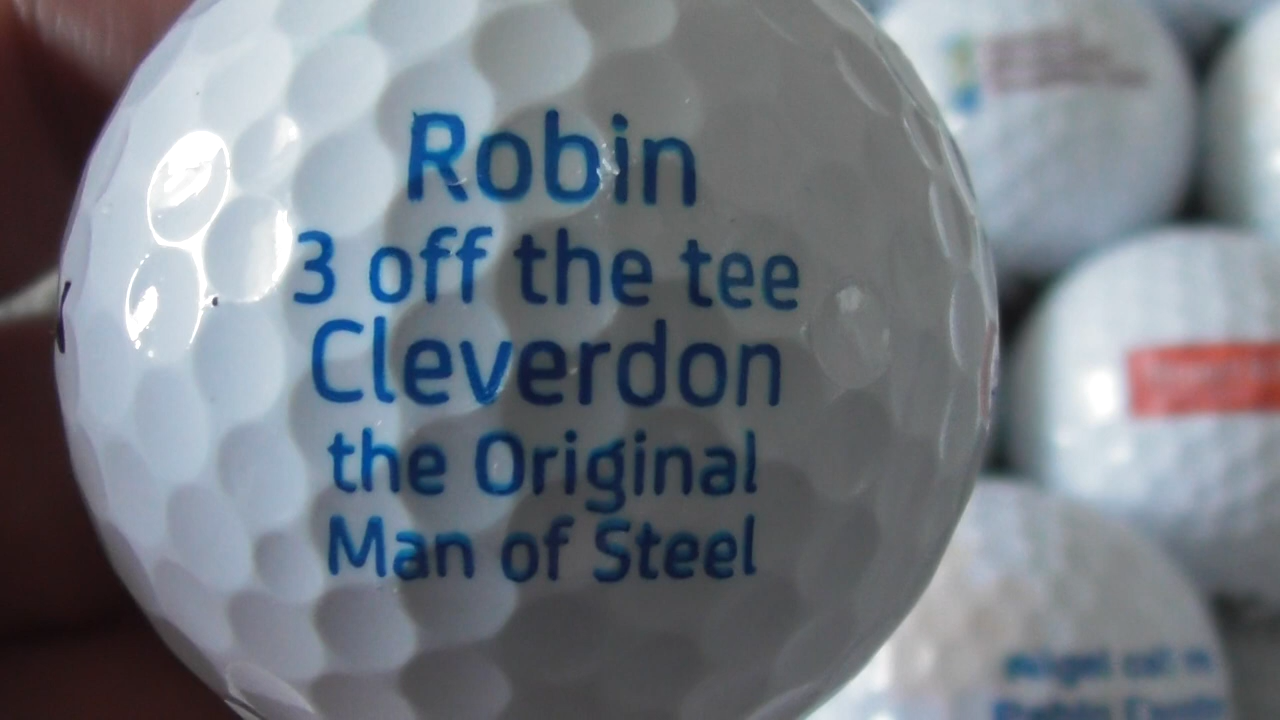 Robin
3 off the tee
Cleverdon
the Original
Man of Steel